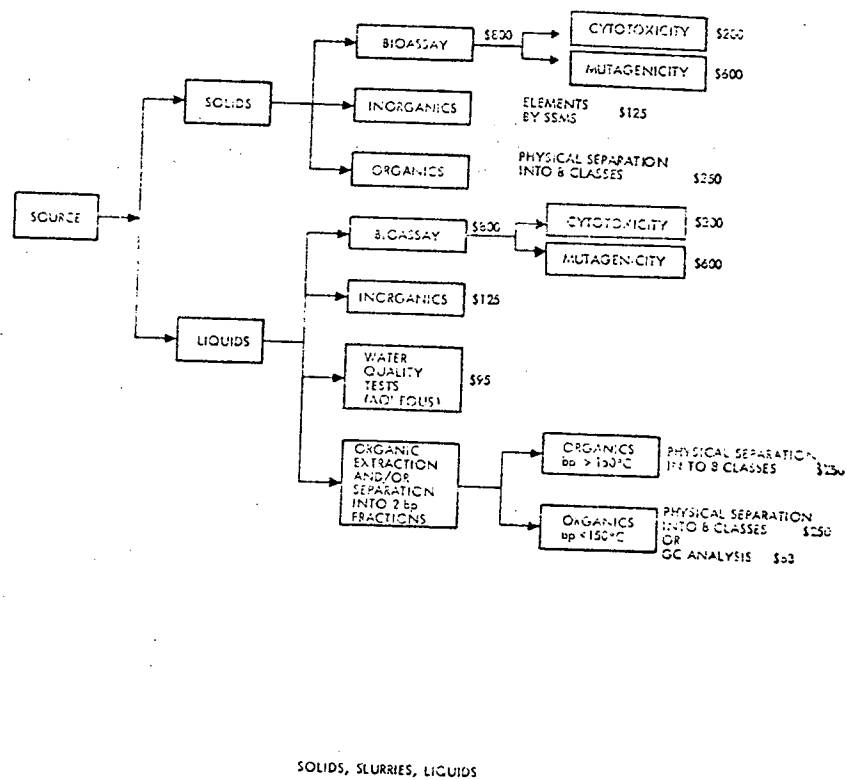 BIOASSAY
$800
CYTOTOXICITY
$200
MUTAGENICITY
$600
SOLIDS
INORGANICS
ELEMENTS
BY SSMS $125
ORGANICS
PHYSICAL SEPARATION
INTO 8 CLASSES
$250
SOURCE
BIOASSAY
$800
CYTOTOXICITY
MUTAGENICITY
$600
INORGANICS
$125
LIQUIDS
WATER
QUALITY
TESTS
(AQUEOUS)
$95
ORGANIC
EXTRACTION
AND/OR
SEPARATION
INTO 2 bp
FRACTIONS
ORGANICS
bp > 150°C
PHYSICAL SEPARATION
IN TO 8 CLASSES
$250
ORGANICS
bp <150°C
PHYSICAL SEPARATION
INTO 8 CLASSES $250
OR
GC ANALYSIS
SOLIDS, SLURRIES, LIQUIDS